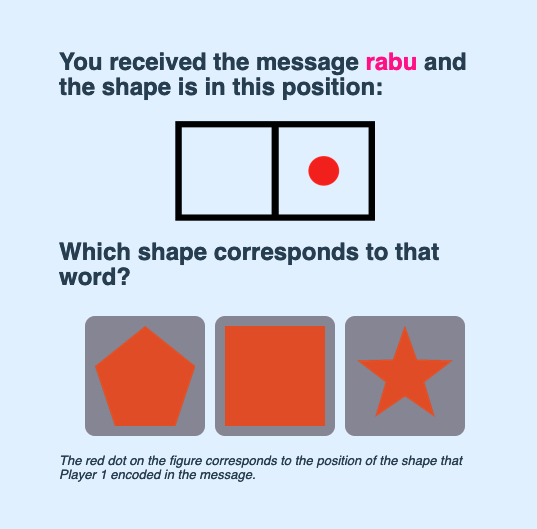 You received the message rabu and
the shape is in this position:
Which shape corresponds to that
word?
The red dot on the figure corresponds to the position of the shape that
Player 1 encoded in the message.